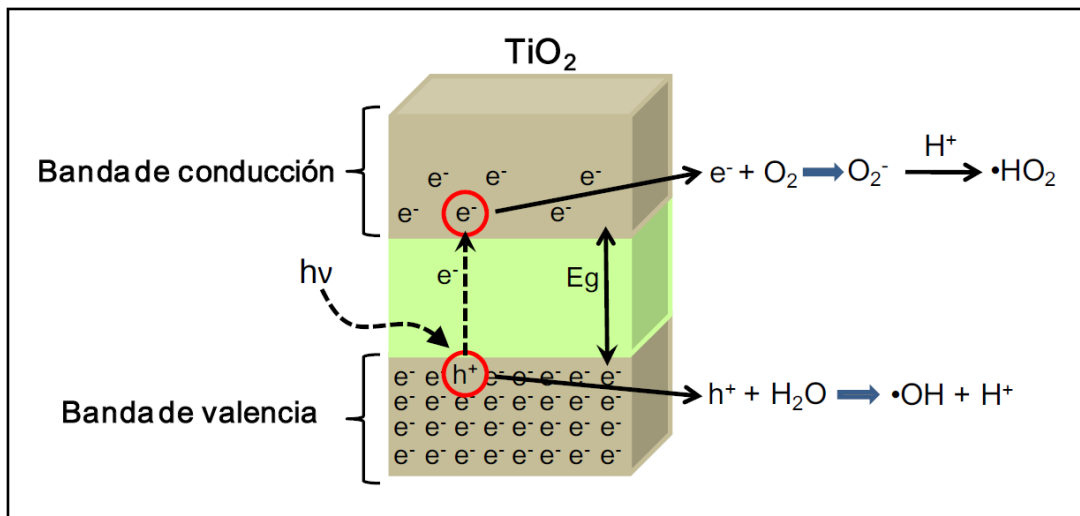 TiO₂
Banda de conducción
e⁻ e⁻ e⁻
e⁻ e⁻ e⁻
e⁻ + O₂ → O₂⁻ H⁺ → •HO₂
hν
e⁻
Eg
Banda de valencia
e⁻ e⁻ h⁺ e⁻ e⁻ e⁻ e⁻
e⁻ e⁻ e⁻ e⁻ e⁻ e⁻ e⁻
e⁻ e⁻ e⁻ e⁻ e⁻ e⁻ e⁻
e⁻ e⁻ e⁻ e⁻ e⁻ e⁻ e⁻
h⁺ + H₂O → •OH + H⁺